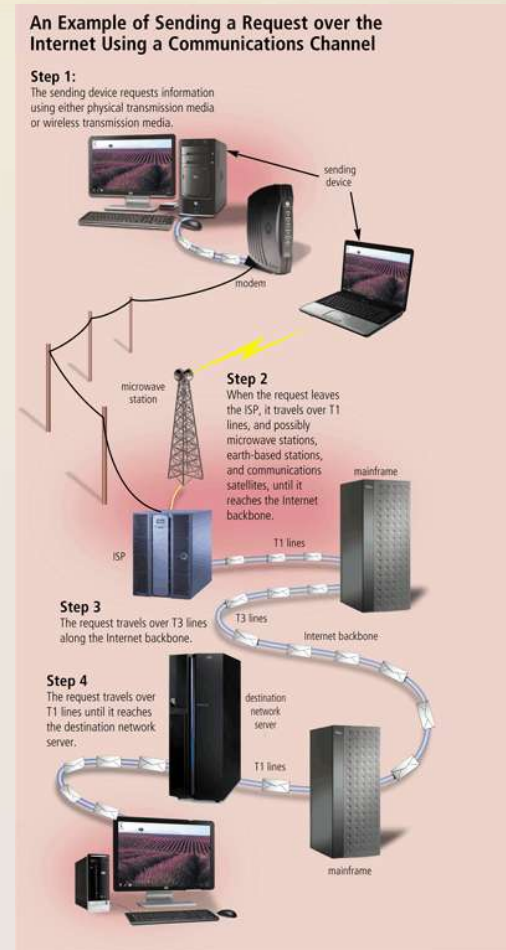 An Example of Sending a Request over the
Internet Using a Communications Channel
Step 1:
The sending device requests information
using either physical transmission media
or wireless transmission media.
sending
device
modem
microwave
station
Step 2
When the request leaves
the ISP, it travels over T1
lines, and possibly
microwave stations,
earth-based stations,
and communications
satellites, until it
reaches the Internet
backbone.
mainframe
T1 lines
ISP
Step 3
The request travels over T3 lines
along the Internet backbone.
T3 lines
Internet backbone
Step 4
The request travels over
T1 lines until it reaches
the destination network
server.
destination
network
server
T1 lines
mainframe